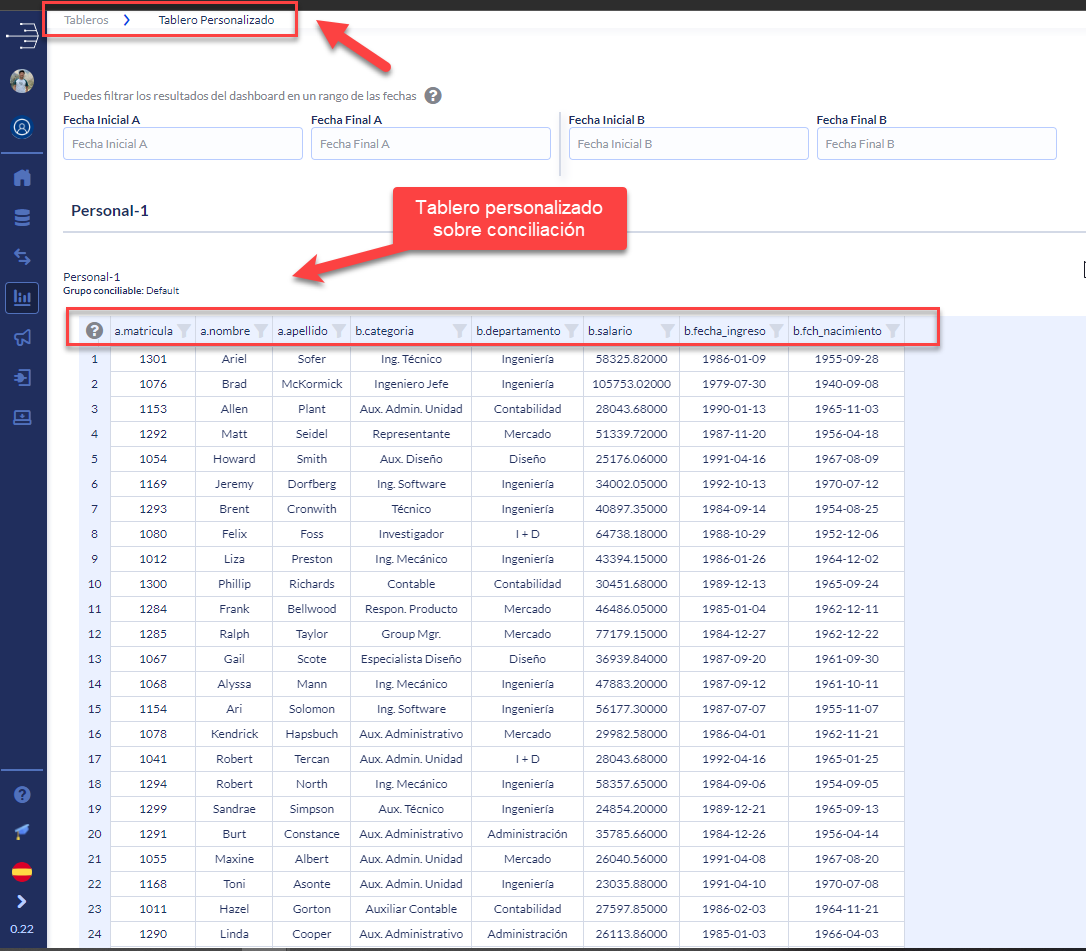 Tableros > Tablero Personalizado
Puedes filtrar los resultados del dashboard en un rango de las fechas ?
Fecha Inicial A Fecha Final A Fecha Inicial B Fecha Final B
Fecha Inicial A Fecha Final A Fecha Inicial B Fecha Final B
Personal-1
Tablero personalizado
sobre conciliación
Personal-1
Grupo conciliable: Default
? a.matricula a.nombre a.apellido b.categoria b.departamento b.salario b.fecha_ingreso b.fch_nacimiento
1 1301 Ariel Sofer Ing. Técnico Ingeniería 58325.82000 1986-01-09 1955-09-28
2 1076 Brad McKormick Ingeniero Jefe Ingeniería 105753.02000 1979-07-30 1940-09-08
3 1153 Allen Plant Aux. Admin. Unidad Contabilidad 28043.68000 1990-01-13 1965-11-03
4 1292 Matt Seidel Representante Mercado 51339.72000 1987-11-20 1956-04-18
5 1054 Howard Smith Aux. Diseño Diseño 25176.06000 1991-04-16 1967-08-09
6 1169 Jeremy Dorfberg Ing. Software Ingeniería 34002.05000 1992-10-13 1970-07-12
7 1293 Brent Cronwith Técnico Ingeniería 40897.35000 1984-09-14 1954-08-25
8 1080 Felix Foss Investigador I + D 64738.18000 1988-10-29 1952-12-06
9 1012 Liza Preston Ing. Mecánico Ingeniería 43394.15000 1986-01-26 1964-12-02
10 1300 Phillip Richards Contable Contabilidad 30451.68000 1989-12-13 1965-09-24
11 1284 Frank Bellwood Respon. Producto Mercado 46486.05000 1985-01-04 1962-12-11
12 1285 Ralph Taylor Group Mgr. Mercado 77179.15000 1984-12-27 1962-12-22
13 1067 Gail Scote Especialista Diseño Diseño 36939.84000 1987-09-20 1961-09-30
14 1068 Alyssa Mann Ing. Mecánico Ingeniería 47883.20000 1987-09-12 1961-10-11
15 1154 Ari Solomon Ing. Software Ingeniería 56177.30000 1987-07-07 1955-11-07
16 1078 Kendrick Hapsbuch Aux. Administrativo Mercado 29982.58000 1986-04-01 1962-11-21
17 1041 Robert Tercan Aux. Admin. Unidad I + D 28043.68000 1992-04-16 1965-01-25
18 1294 Robert North Ing. Mecánico Ingeniería 58357.65000 1984-09-06 1954-09-05
19 1299 Sandrae Simpson Aux. Técnico Ingeniería 24854.20000 1989-12-21 1965-09-13
20 1291 Burt Constance Aux. Administrativo Administración 35785.66000 1984-12-26 1956-04-14
21 1055 Maxine Albert Aux. Admin. Unidad Mercado 26040.56000 1991-04-08 1967-08-20
22 1168 Toni Asonte Aux. Admin. Unidad Ingeniería 23035.88000 1991-04-10 1970-07-08
23 1011 Hazel Gorton Auxiliar Contable Contabilidad 27597.85000 1986-02-03 1964-11-21
24 1290 Linda Cooper Aux. Administrativo Administración 26113.86000 1985-01-03 1966-04-03
?
0.22